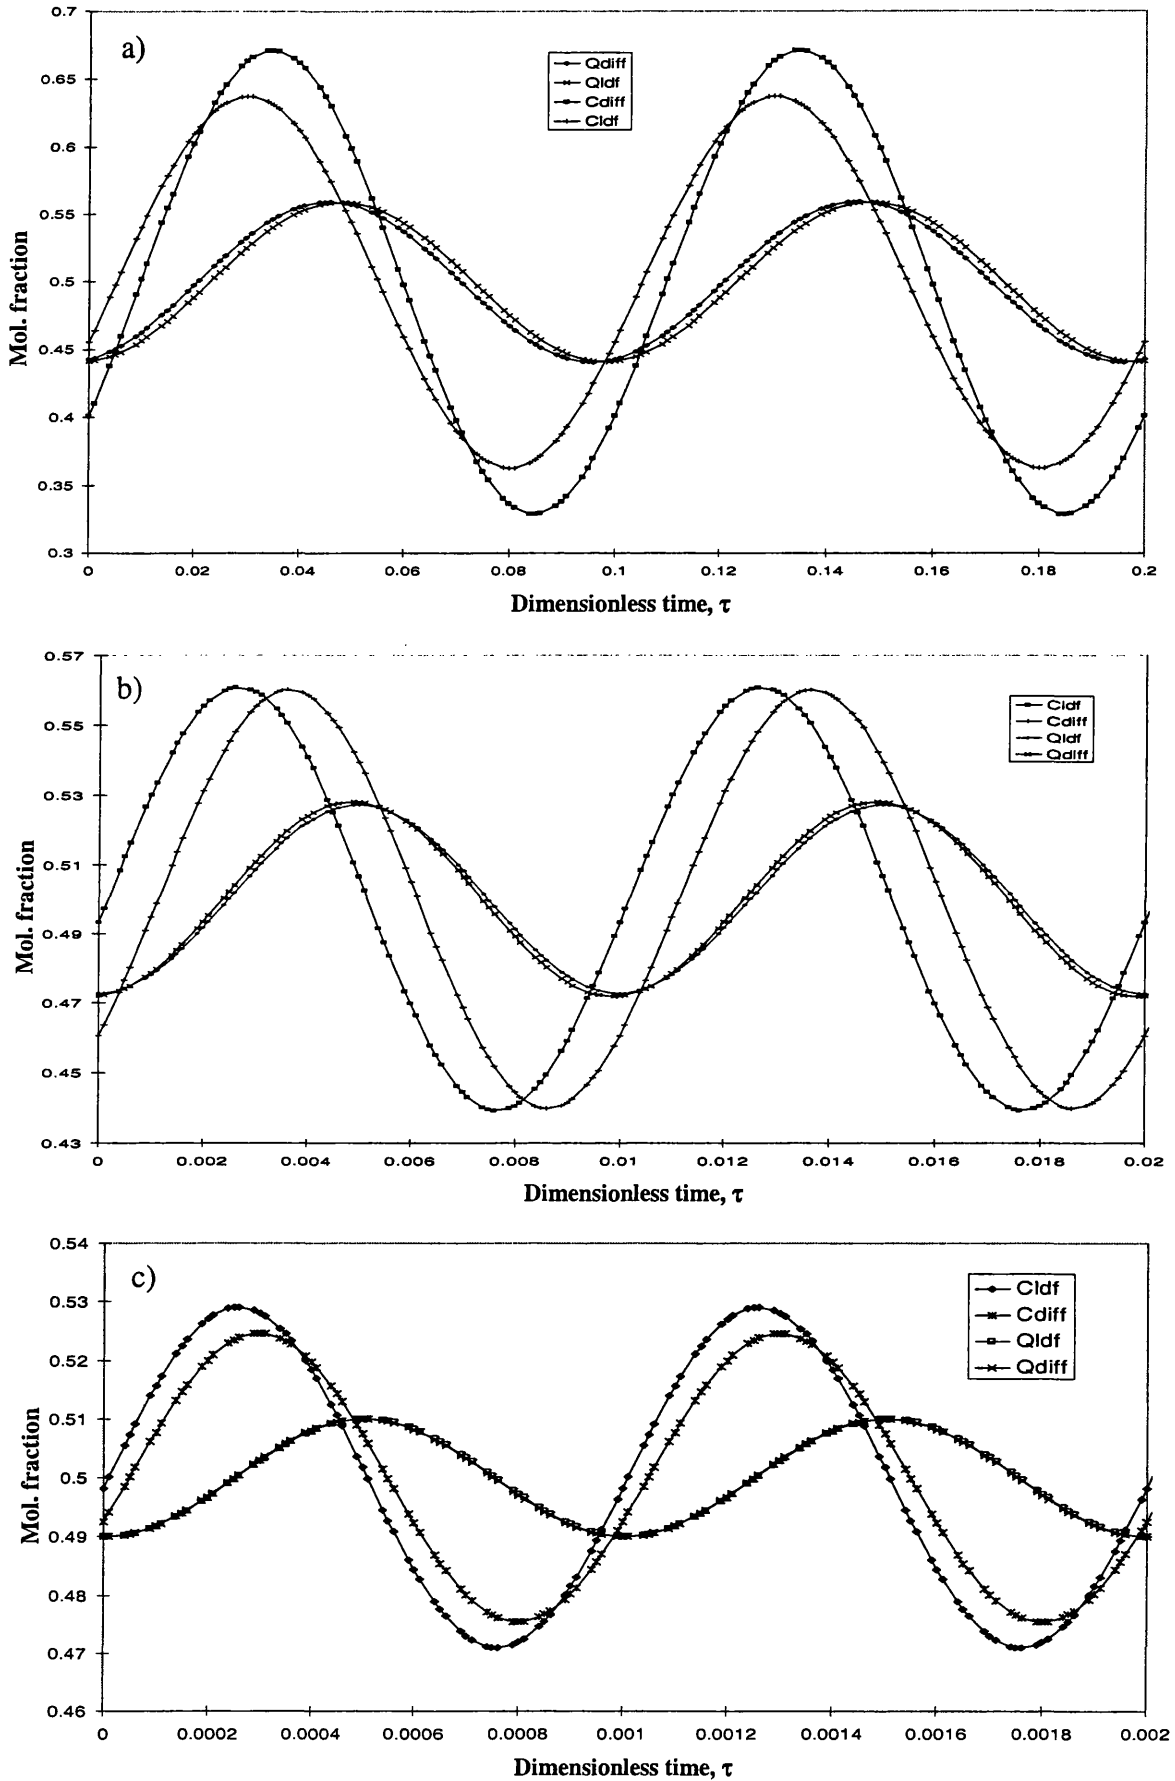 a)
Mol. fraction
0.7
0.65
0.6
0.55
0.5
0.45
0.4
0.35
0.3
Qdiff
Qldf
Cdiff
Cldf
0 0.02 0.04 0.06 0.08 0.1 0.12 0.14 0.16 0.18 0.2
Dimensionless time, τ
b)
Mol. fraction
0.57
0.55
0.53
0.51
0.49
0.47
0.45
0.43
Cldf
Cdiff
Qldf
Qdiff
0 0.002 0.004 0.006 0.008 0.01 0.012 0.014 0.016 0.018 0.02
Dimensionless time, τ
c)
Mol. fraction
0.54
0.53
0.52
0.51
0.5
0.49
0.48
0.47
0.46
Cldf
Cdiff
Qldf
Qdiff
0 0.0002 0.0004 0.0006 0.0008 0.001 0.0012 0.0014 0.0016 0.0018 0.002
Dimensionless time, τ